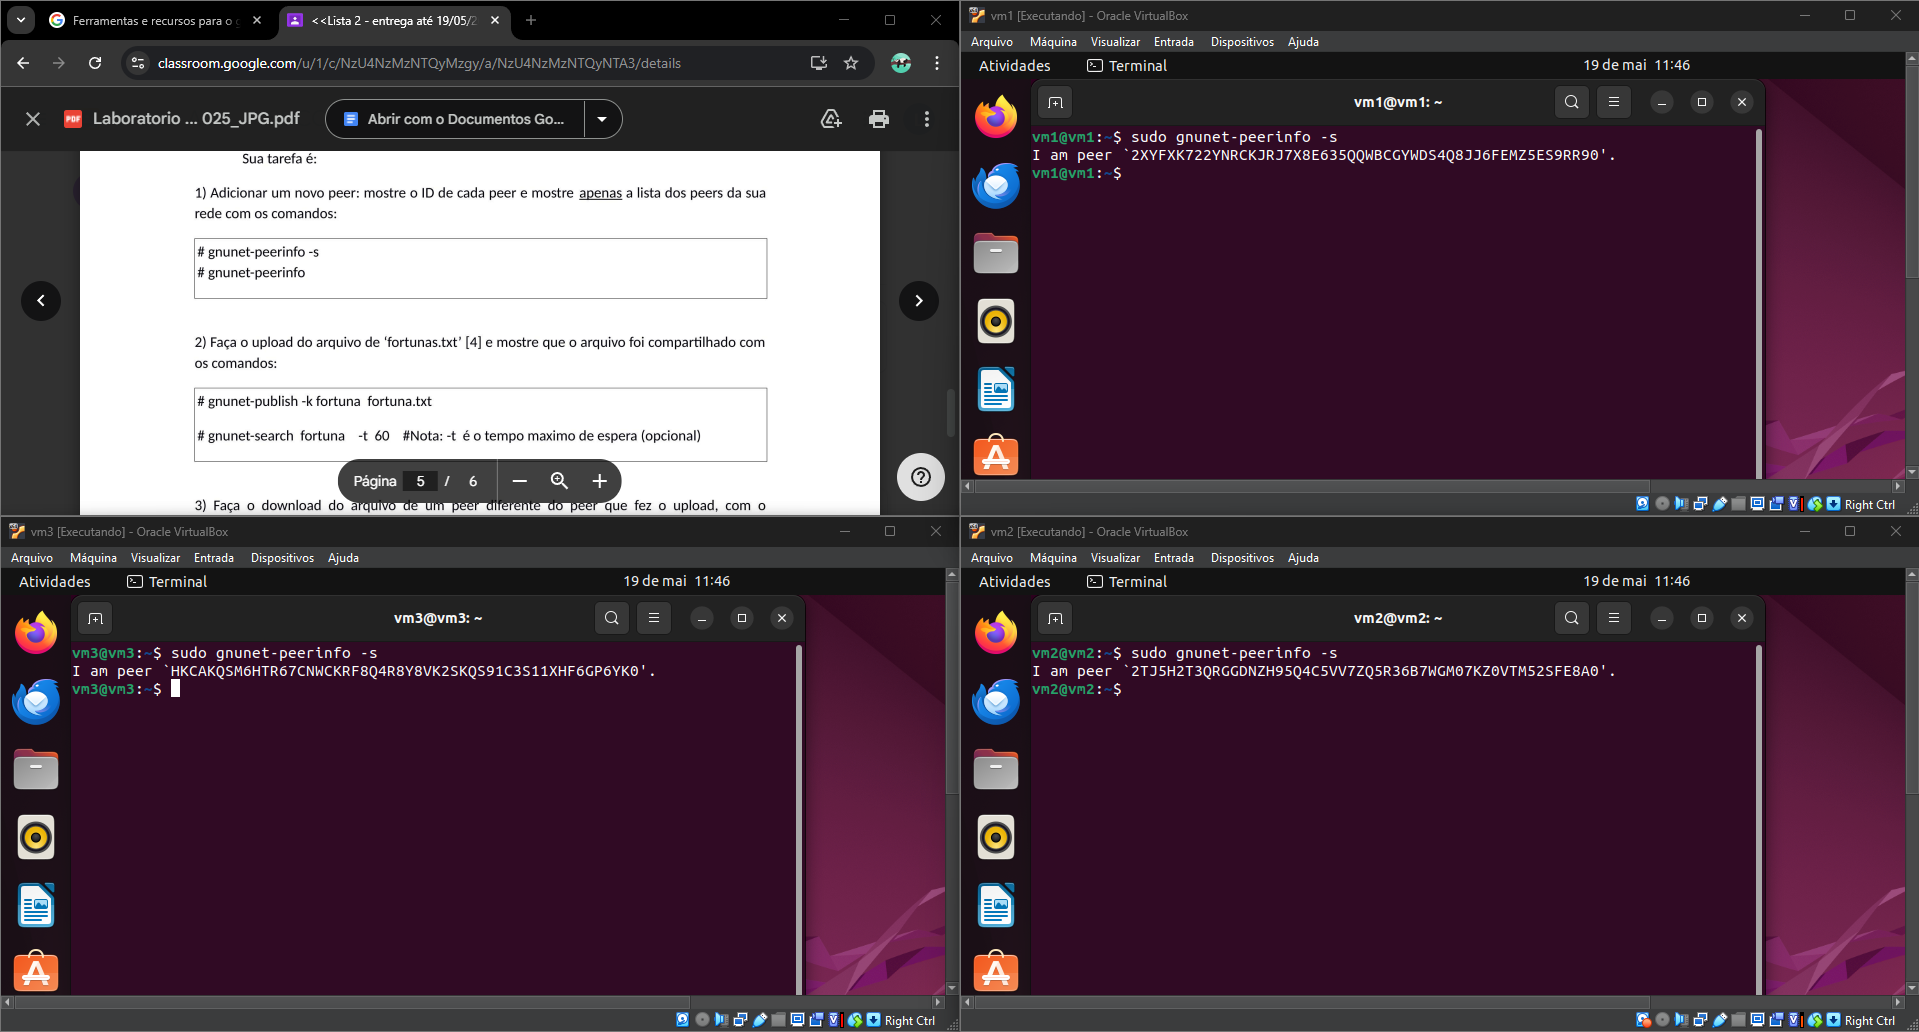 Ferramentas e recursos para o g
<<Lista 2 - entrega até 19/05/2
classroom.google.com/u/1/c/NzU4NzMzNTQyMzgy/a/NzU4NzMzNTQyNTA3/details
PDF
Laboratorio ... 025_JPG.pdf
Abrir com o Documentos Go...
Sua tarefa é:
1) Adicionar um novo peer: mostre o ID de cada peer e mostre apenas a lista dos peers da sua
rede com os comandos:
# gnunet-peerinfo -s
# gnunet-peerinfo
2) Faça o upload do arquivo de ‘fortunas.txt’ [4] e mostre que o arquivo foi compartilhado com
os comandos:
# gnunet-publish -k fortuna fortuna.txt
# gnunet-search fortuna -t 60 #Nota: -t é o tempo maximo de espera (opcional)
Página 5 / 6
3) Faça o download do arquivo de um peer diferente do peer que fez o upload, com o
vm1 [Executando] - Oracle VirtualBox
Arquivo Máquina Visualizar Entrada Dispositivos Ajuda
Atividades Terminal 19 de mai 11:46
vm1@vm1: ~
vm1@vm1:~$ sudo gnunet-peerinfo -s
I am peer `2XYFXK722YNRCKJRJ7X8E635QQWBCGYWDS4Q8JJ6FEMZ5ES9RR90'.
vm1@vm1:~$
Right Ctrl
vm3 [Executando] - Oracle VirtualBox
Arquivo Máquina Visualizar Entrada Dispositivos Ajuda
Atividades Terminal 19 de mai 11:46
vm3@vm3: ~
vm3@vm3:~$ sudo gnunet-peerinfo -s
I am peer `HKCAKQSM6HTR67CNWCKRF8Q4R8Y8VK2SKQS91C3S11XHF6GP6YK0'.
vm3@vm3:~$
Right Ctrl
vm2 [Executando] - Oracle VirtualBox
Arquivo Máquina Visualizar Entrada Dispositivos Ajuda
Atividades Terminal 19 de mai 11:46
vm2@vm2: ~
vm2@vm2:~$ sudo gnunet-peerinfo -s
I am peer `2TJ5H2T3QRGGDNZH95Q4C5VV7ZQ5R36B7WGM07KZ0VTM52SFE8A0'.
vm2@vm2:~$
Right Ctrl